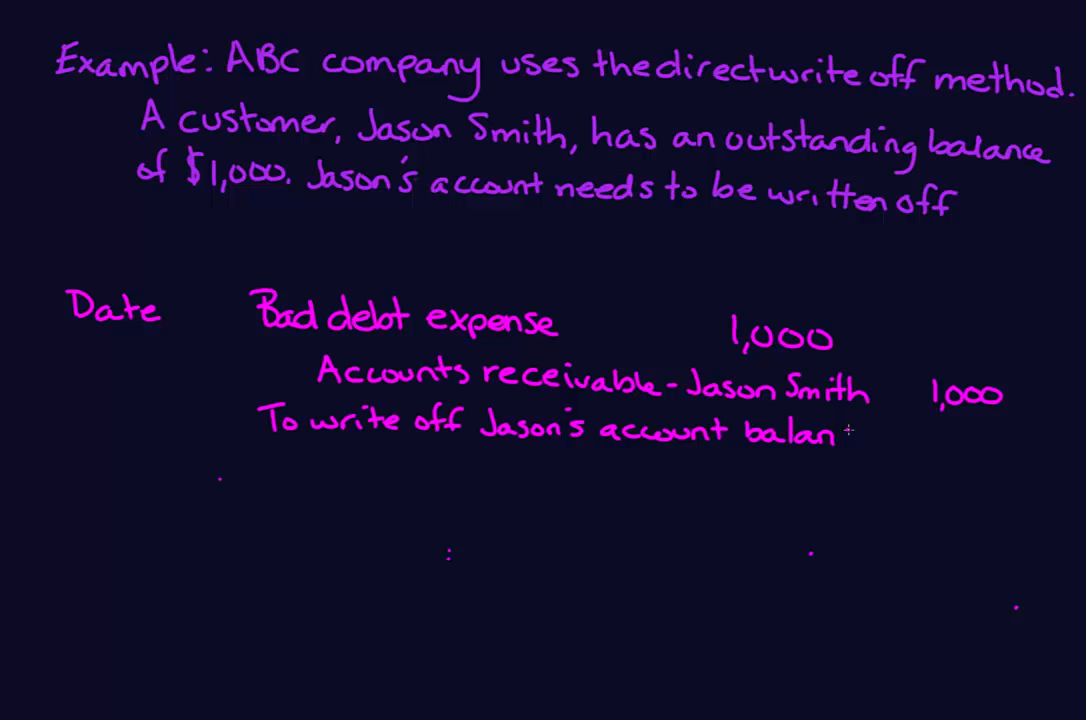 Example: ABC company uses the direct write off method.
A customer, Jason Smith, has an outstanding balance
of $1,000. Jason's account needs to be written off
Date Bad debt expense 1,000
Accounts receivable - Jason Smith 1,000
To write off Jason's account balan